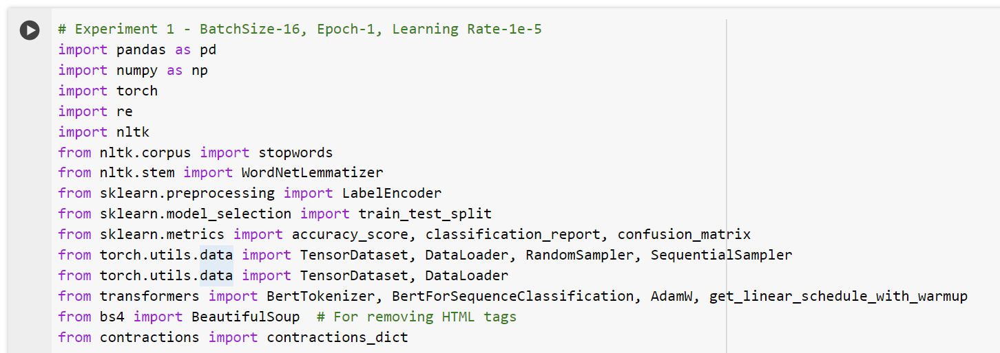 # Experiment 1 - BatchSize-16, Epoch-1, Learning Rate-1e-5
import pandas as pd
import numpy as np
import torch
import re
import nltk
from nltk.corpus import stopwords
from nltk.stem import WordNetLemmatizer
from sklearn.preprocessing import LabelEncoder
from sklearn.model_selection import train_test_split
from sklearn.metrics import accuracy_score, classification_report, confusion_matrix
from torch.utils.data import TensorDataset, DataLoader, RandomSampler, SequentialSampler
from torch.utils.data import TensorDataset, DataLoader
from transformers import BertTokenizer, BertForSequenceClassification, AdamW, get_linear_schedule_with_warmup
from bs4 import BeautifulSoup  # For removing HTML tags
from contractions import contractions_dict